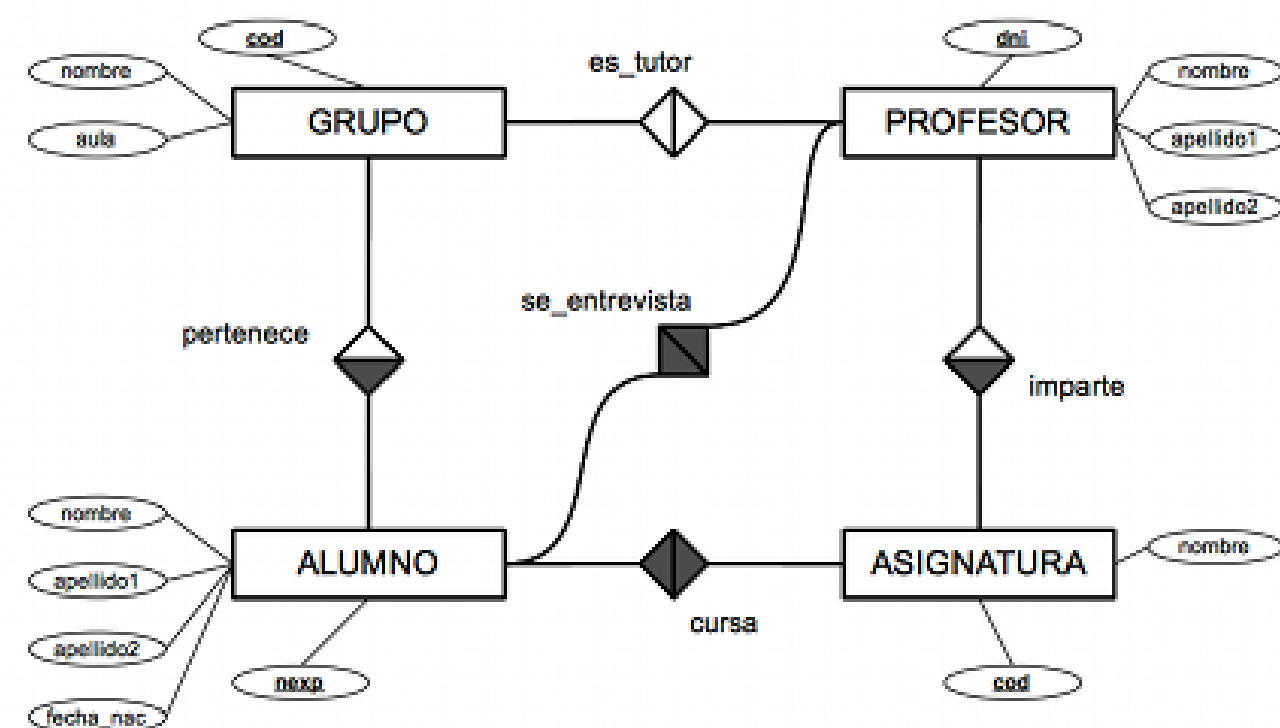 cod
dni
nombre
es_tutor
nombre
aula
GRUPO
PROFESOR
apellido1
apellido2
se_entrevista
pertenece
imparte
nombre
apellido1
ALUMNO
ASIGNATURA
nombre
apellido2
cursa
nexp
cod
fecha_nac